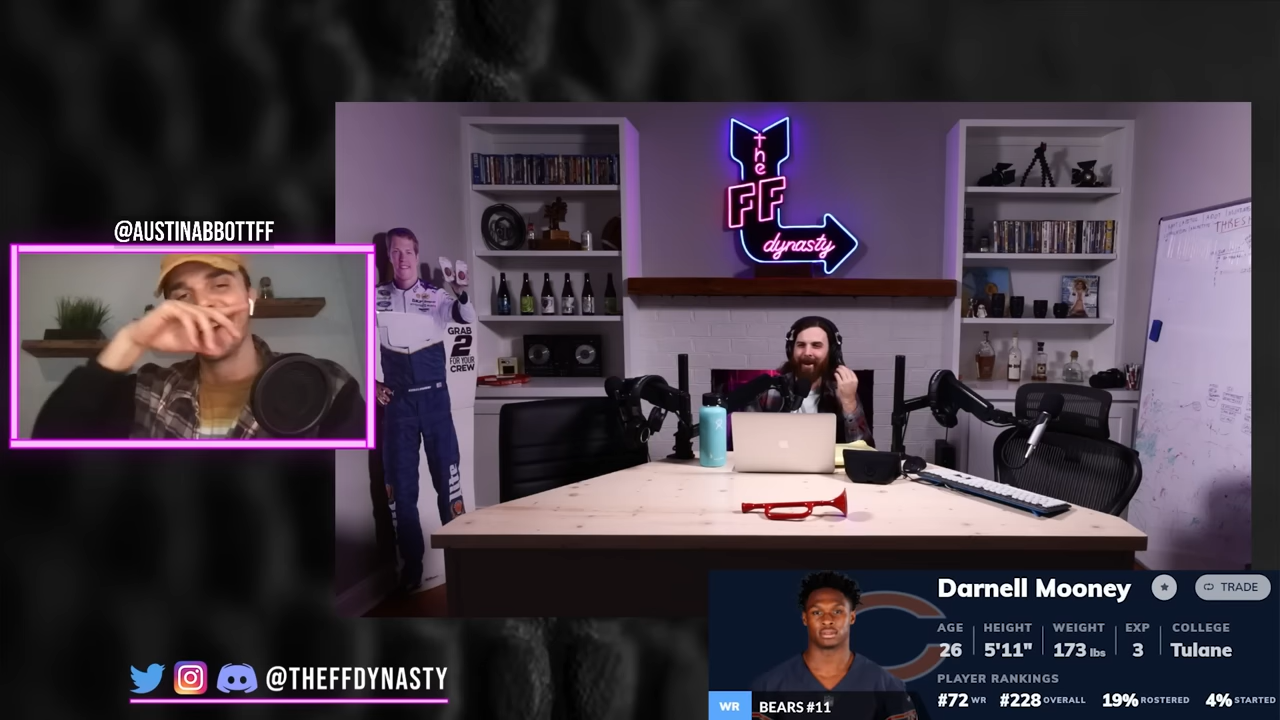 @AUSTINABBOTTFF
the
FF
dynasty
GRAB
2
FOR YOUR
CREW
lite
THRES
@THEFFDYNASTY
Darnell Mooney
TRADE
AGE HEIGHT WEIGHT EXP COLLEGE
26 5'11" 173 lbs 3 Tulane
PLAYER RANKINGS
#72 WR #228 OVERALL 19% ROSTERED 4% STARTED
WR BEARS #11